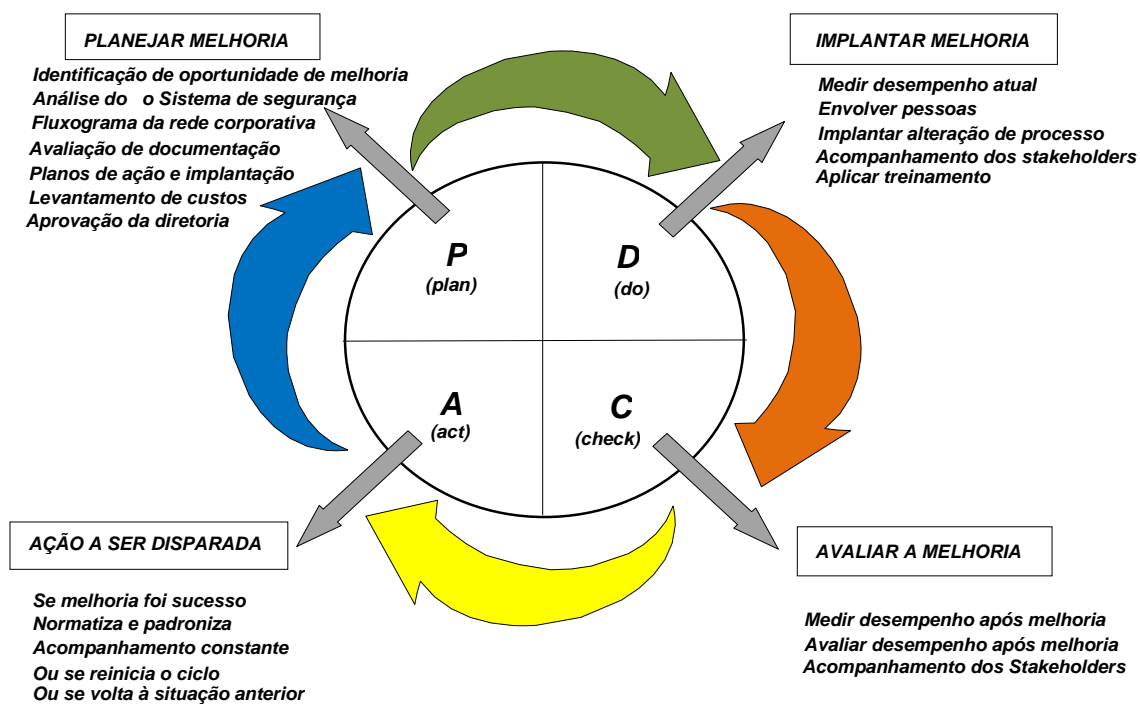 PLANEJAR MELHORIA
Identificação de oportunidade de melhoria
Análise do o Sistema de segurança
Fluxograma da rede corporativa
Avaliação de documentação
Planos de ação e implantação
Levantamento de custos
Aprovação da diretoria
IMPLANTAR MELHORIA
Medir desempenho atual
Envolver pessoas
Implantar alteração de processo
Acompanhamento dos stakeholders
Aplicar treinamento
P
(plan)
D
(do)
A
(act)
C
(check)
AÇÃO A SER DISPARADA
Se melhoria foi sucesso
Normatiza e padroniza
Acompanhamento constante
Ou se reinicia o ciclo
Ou se volta à situação anterior
AVALIAR A MELHORIA
Medir desempenho após melhoria
Avaliar desempenho após melhoria
Acompanhamento dos Stakeholders